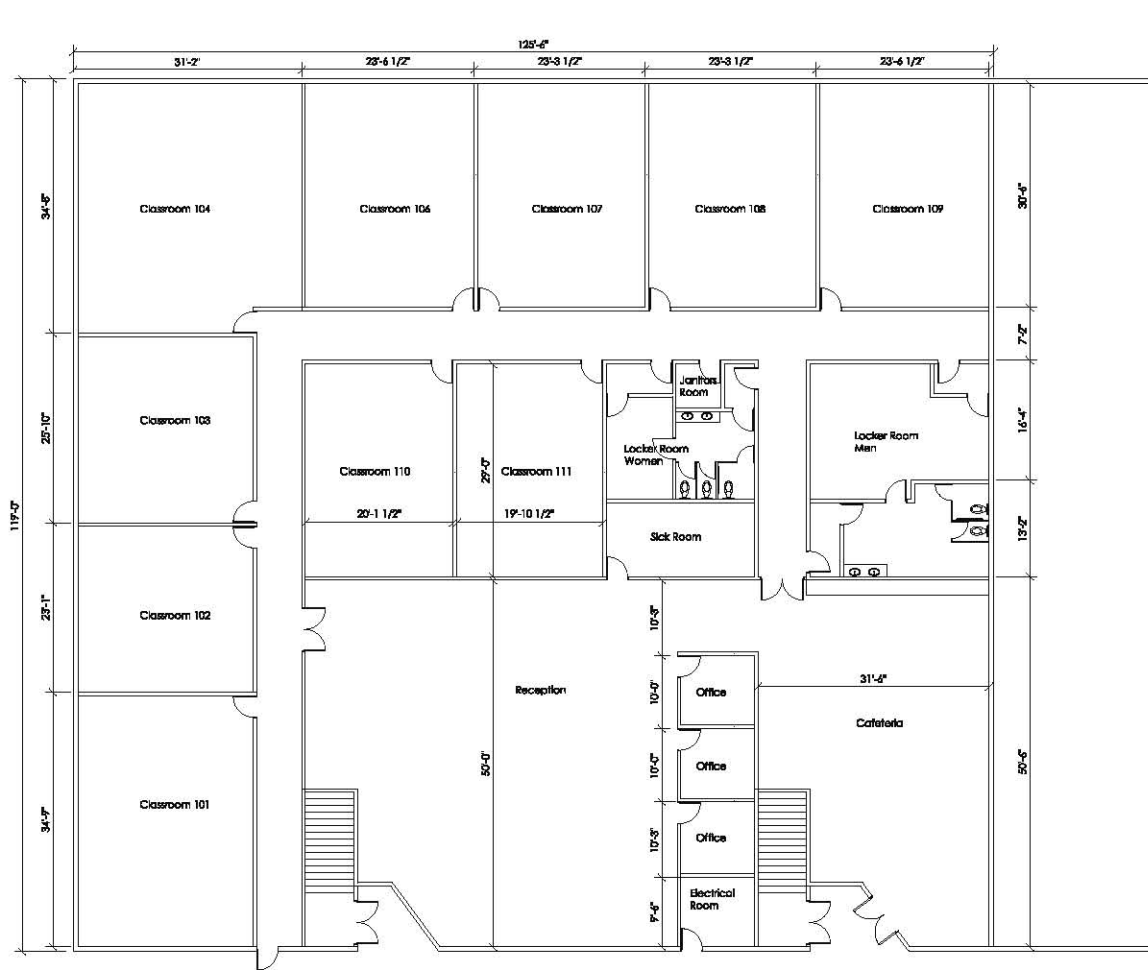 125'-6"
31'-2"
23'-6 1/2"
23'-3 1/2"
23'-3 1/2"
23'-6 1/2"
34'-8"
Classroom 104
Classroom 106
Classroom 107
Classroom 108
Classroom 109
30'-6"
7'-2"
Janitors
Room
25'-10"
Classroom 103
16'-4"
Locker Room
Men
Locker Room
Women
Classroom 110
29'-0"
Classroom 111
119'-0"
20'-1 1/2"
19'-10 1/2"
Sick Room
13'-2"
23'-1"
Classroom 102
10'-3"
Reception
10'-0"
Office
31'-6"
Cafeteria
50'-0"
10'-0"
Office
50'-6"
34'-9"
Classroom 101
10'-3"
Office
9'-6"
Electrical
Room